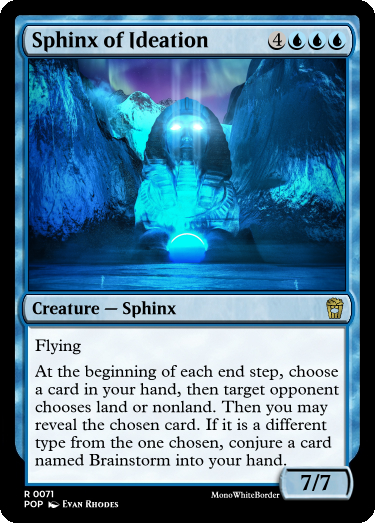 Sphinx of Ideation 4
Creature — Sphinx
Flying
At the beginning of each end step, choose
a card in your hand, then target opponent
chooses land or nonland. Then you may
reveal the chosen card. If it is a different
type from the one chosen, conjure a card
named Brainstorm into your hand.
7/7
R 0071
MonoWhiteBorder
POP Evan Rhodes